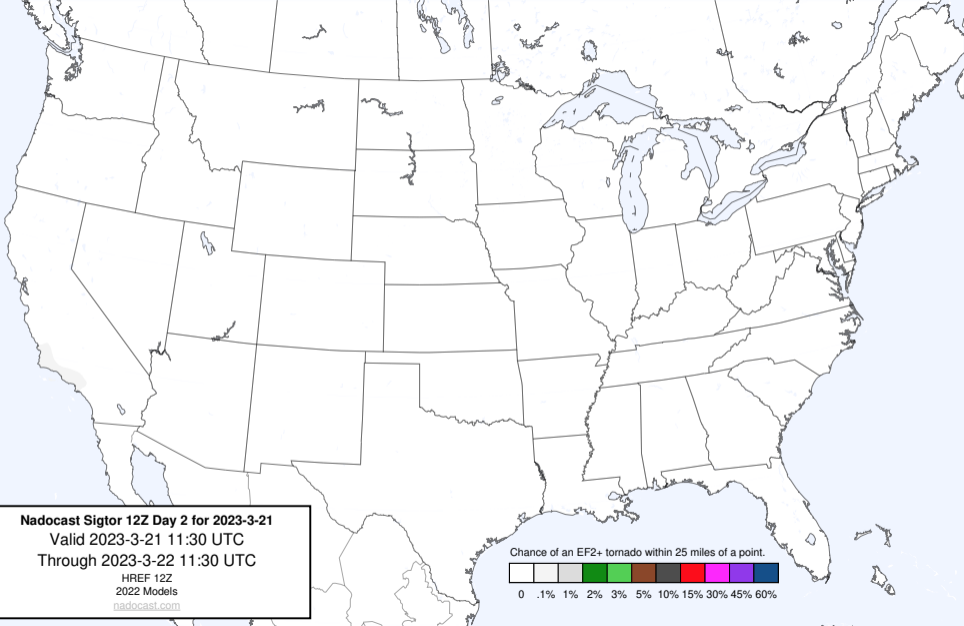 Nadocast Sigtor 12Z Day 2 for 2023-3-21
Valid 2023-3-21 11:30 UTC
Through 2023-3-22 11:30 UTC
HREF 12Z
2022 Models
nadocast.com
Chance of an EF2+ tornado within 25 miles of a point.
0 .1% 1% 2% 3% 5% 10% 15% 30% 45% 60%